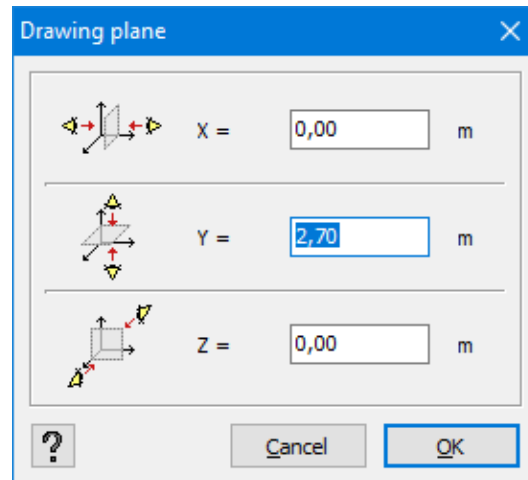 Drawing plane
X = 0,00 m
Y = 2,70 m
Z = 0,00 m
? Cancel OK